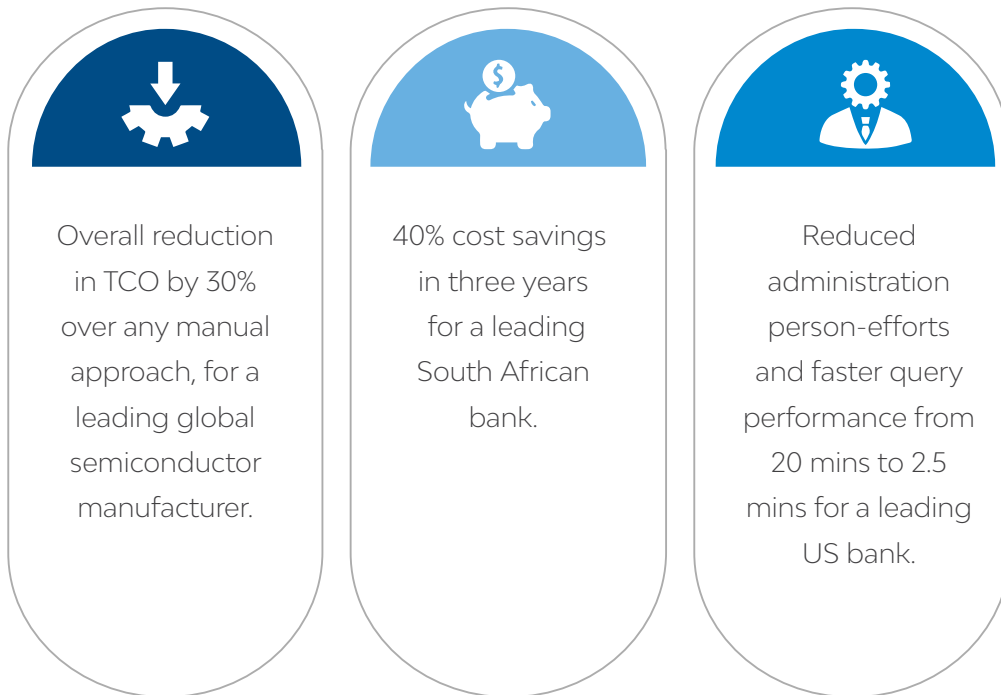 Overall reduction
in TCO by 30%
over any manual
approach, for a
leading global
semiconductor
manufacturer.
$
40% cost savings
in three years
for a leading
South African
bank.
Reduced
administration
person-efforts
and faster query
performance from
20 mins to 2.5
mins for a leading
US bank.